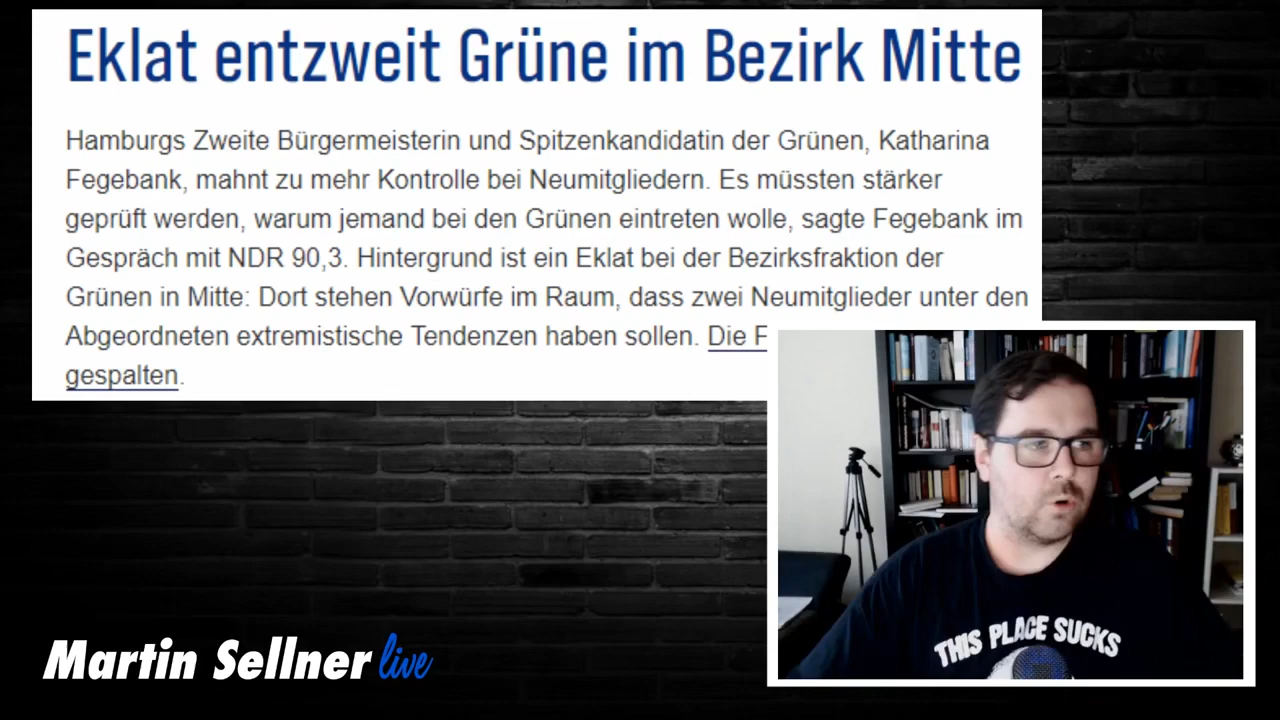 Eklat entzweit Grüne im Bezirk Mitte
Hamburgs Zweite Bürgermeisterin und Spitzenkandidatin der Grünen, Katharina
Fegebank, mahnt zu mehr Kontrolle bei Neumitgliedern. Es müssten stärker
geprüft werden, warum jemand bei den Grünen eintreten wolle, sagte Fegebank im
Gespräch mit NDR 90,3. Hintergrund ist ein Eklat bei der Bezirksfraktion der
Grünen in Mitte: Dort stehen Vorwürfe im Raum, dass zwei Neumitglieder unter den
Abgeordneten extremistische Tendenzen haben sollen. Die F
gespalten.
THIS PLACE SUCKS
Martin Sellner live